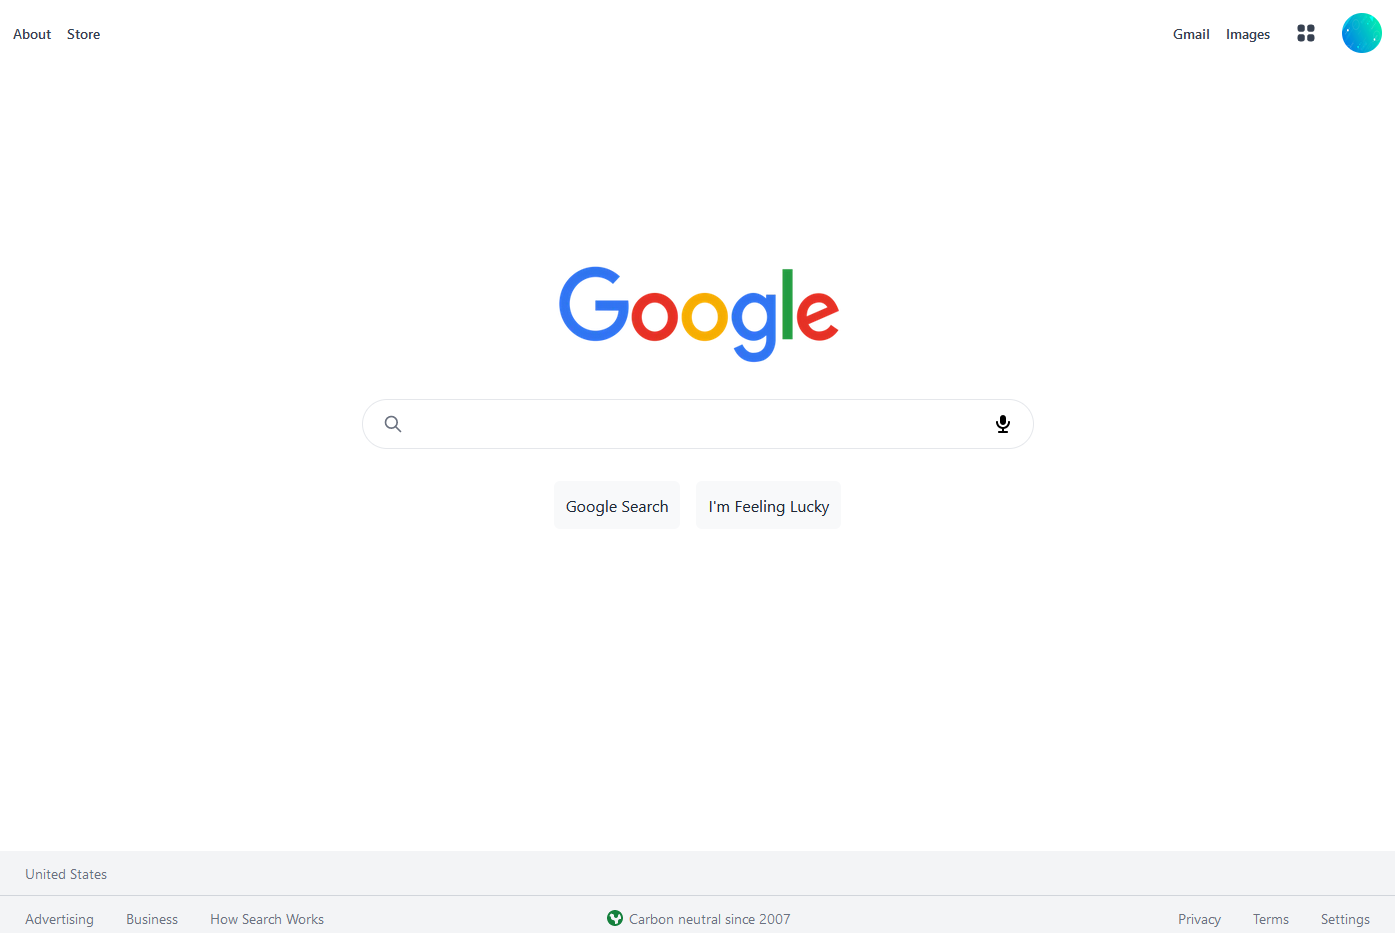 About Store
Gmail Images
Google
Google Search
I'm Feeling Lucky
United States
Advertising Business How Search Works
Carbon neutral since 2007
Privacy Terms Settings